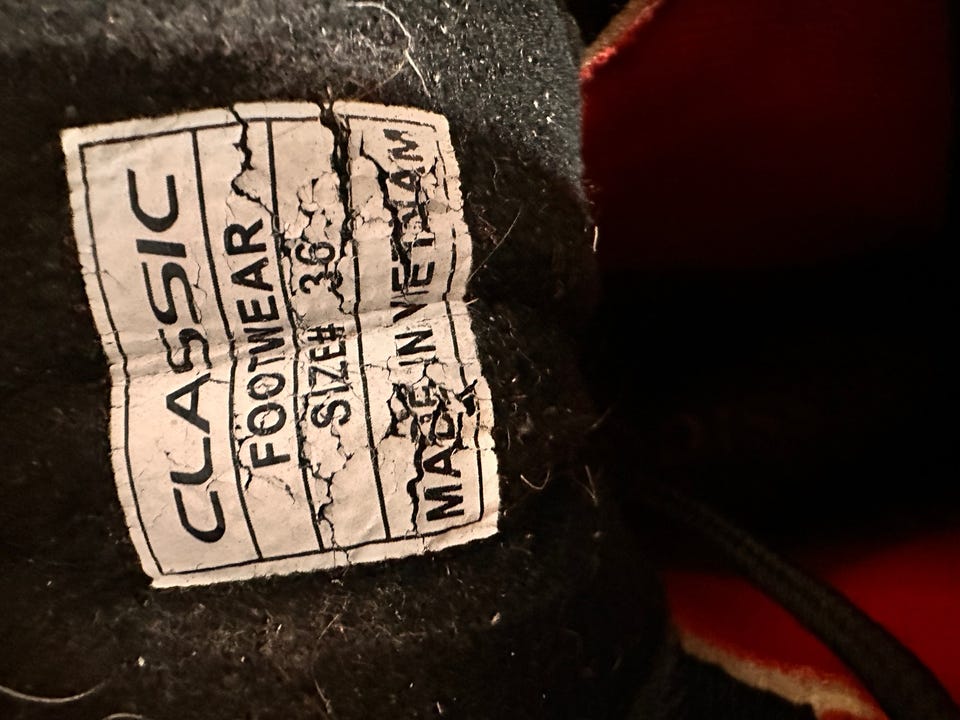 CLASSIC
FOOTWEAR
SIZE# 36
MADE IN VIETNAM